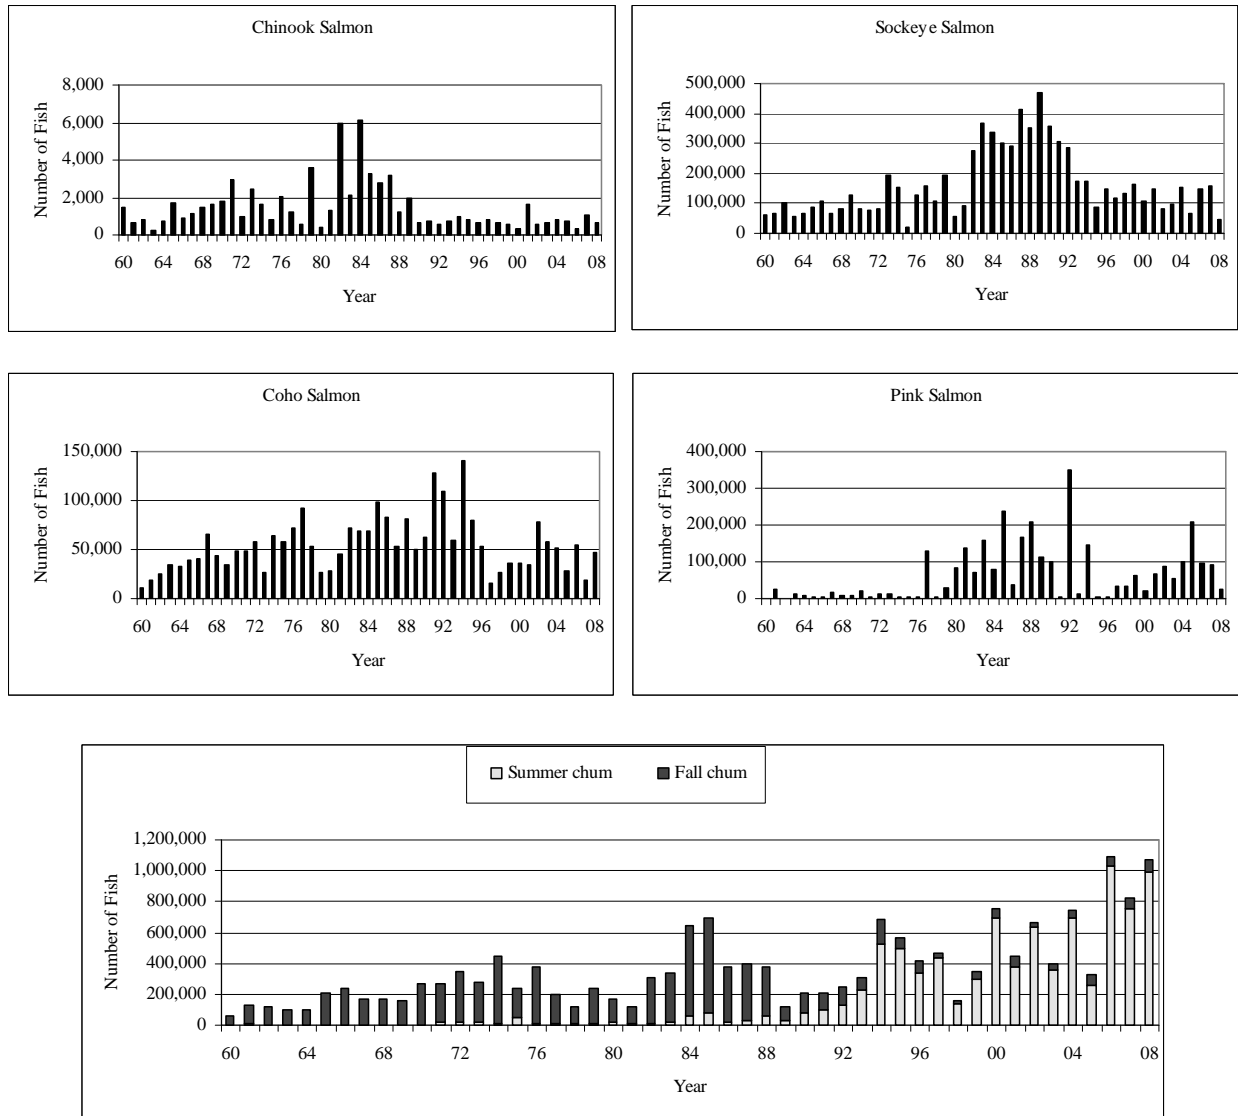 Chinook Salmon
Number of Fish
8,000
6,000
4,000
2,000
0
60 64 68 72 76 80 84 88 92 96 00 04 08
Year
Sockeye Salmon
Number of Fish
500,000
400,000
300,000
200,000
100,000
0
60 64 68 72 76 80 84 88 92 96 00 04 08
Year
Coho Salmon
Number of Fish
150,000
100,000
50,000
0
60 64 68 72 76 80 84 88 92 96 00 04 08
Year
Pink Salmon
Number of Fish
400,000
300,000
200,000
100,000
0
60 64 68 72 76 80 84 88 92 96 00 04 08
Year
Summer chum Fall chum
Number of Fish
1,200,000
1,000,000
800,000
600,000
400,000
200,000
0
60 64 68 72 76 80 84 88 92 96 00 04 08
Year